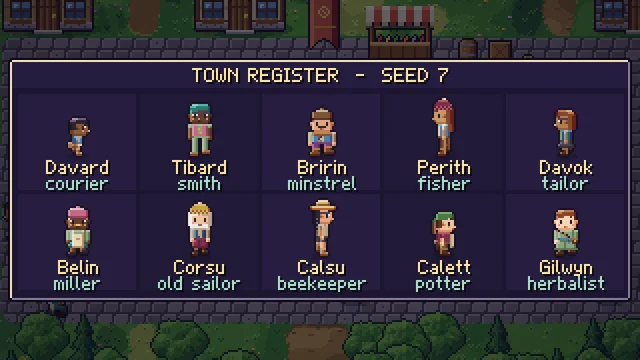 TOWN REGISTER - SEED 7
Davard
courier
Tibard
smith
Bririn
minstrel
Perith
fisher
Davok
tailor
Belin
miller
Corsu
old sailor
Calsu
beekeeper
Calett
potter
Gilwyn
herbalist